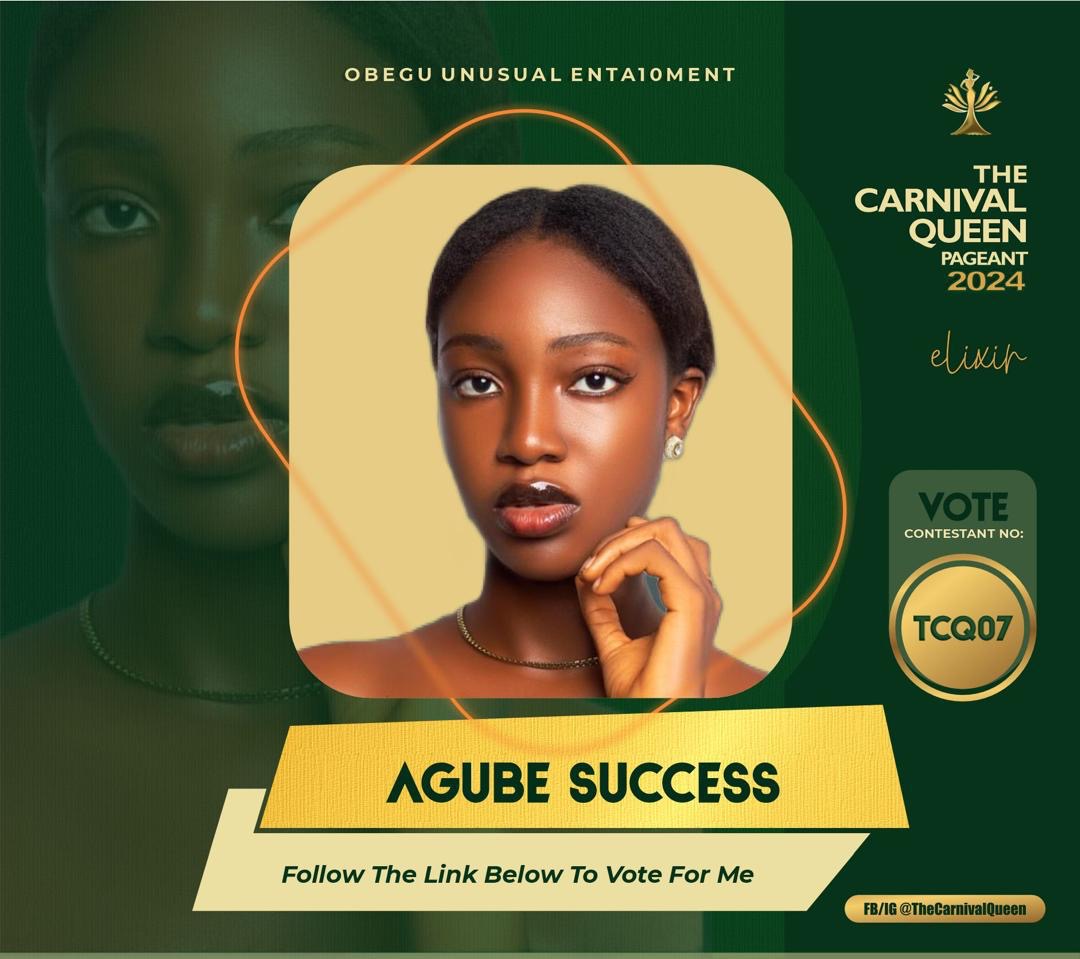 OBEGU UNUSUAL ENTA10MENT
THE
CARNIVAL
QUEEN
PAGEANT
2024
elixir
VOTE
CONTESTANT NO:
TCQ07
AGUBE SUCCESS
Follow The Link Below To Vote For Me
FB/IG @TheCarnivalQueen